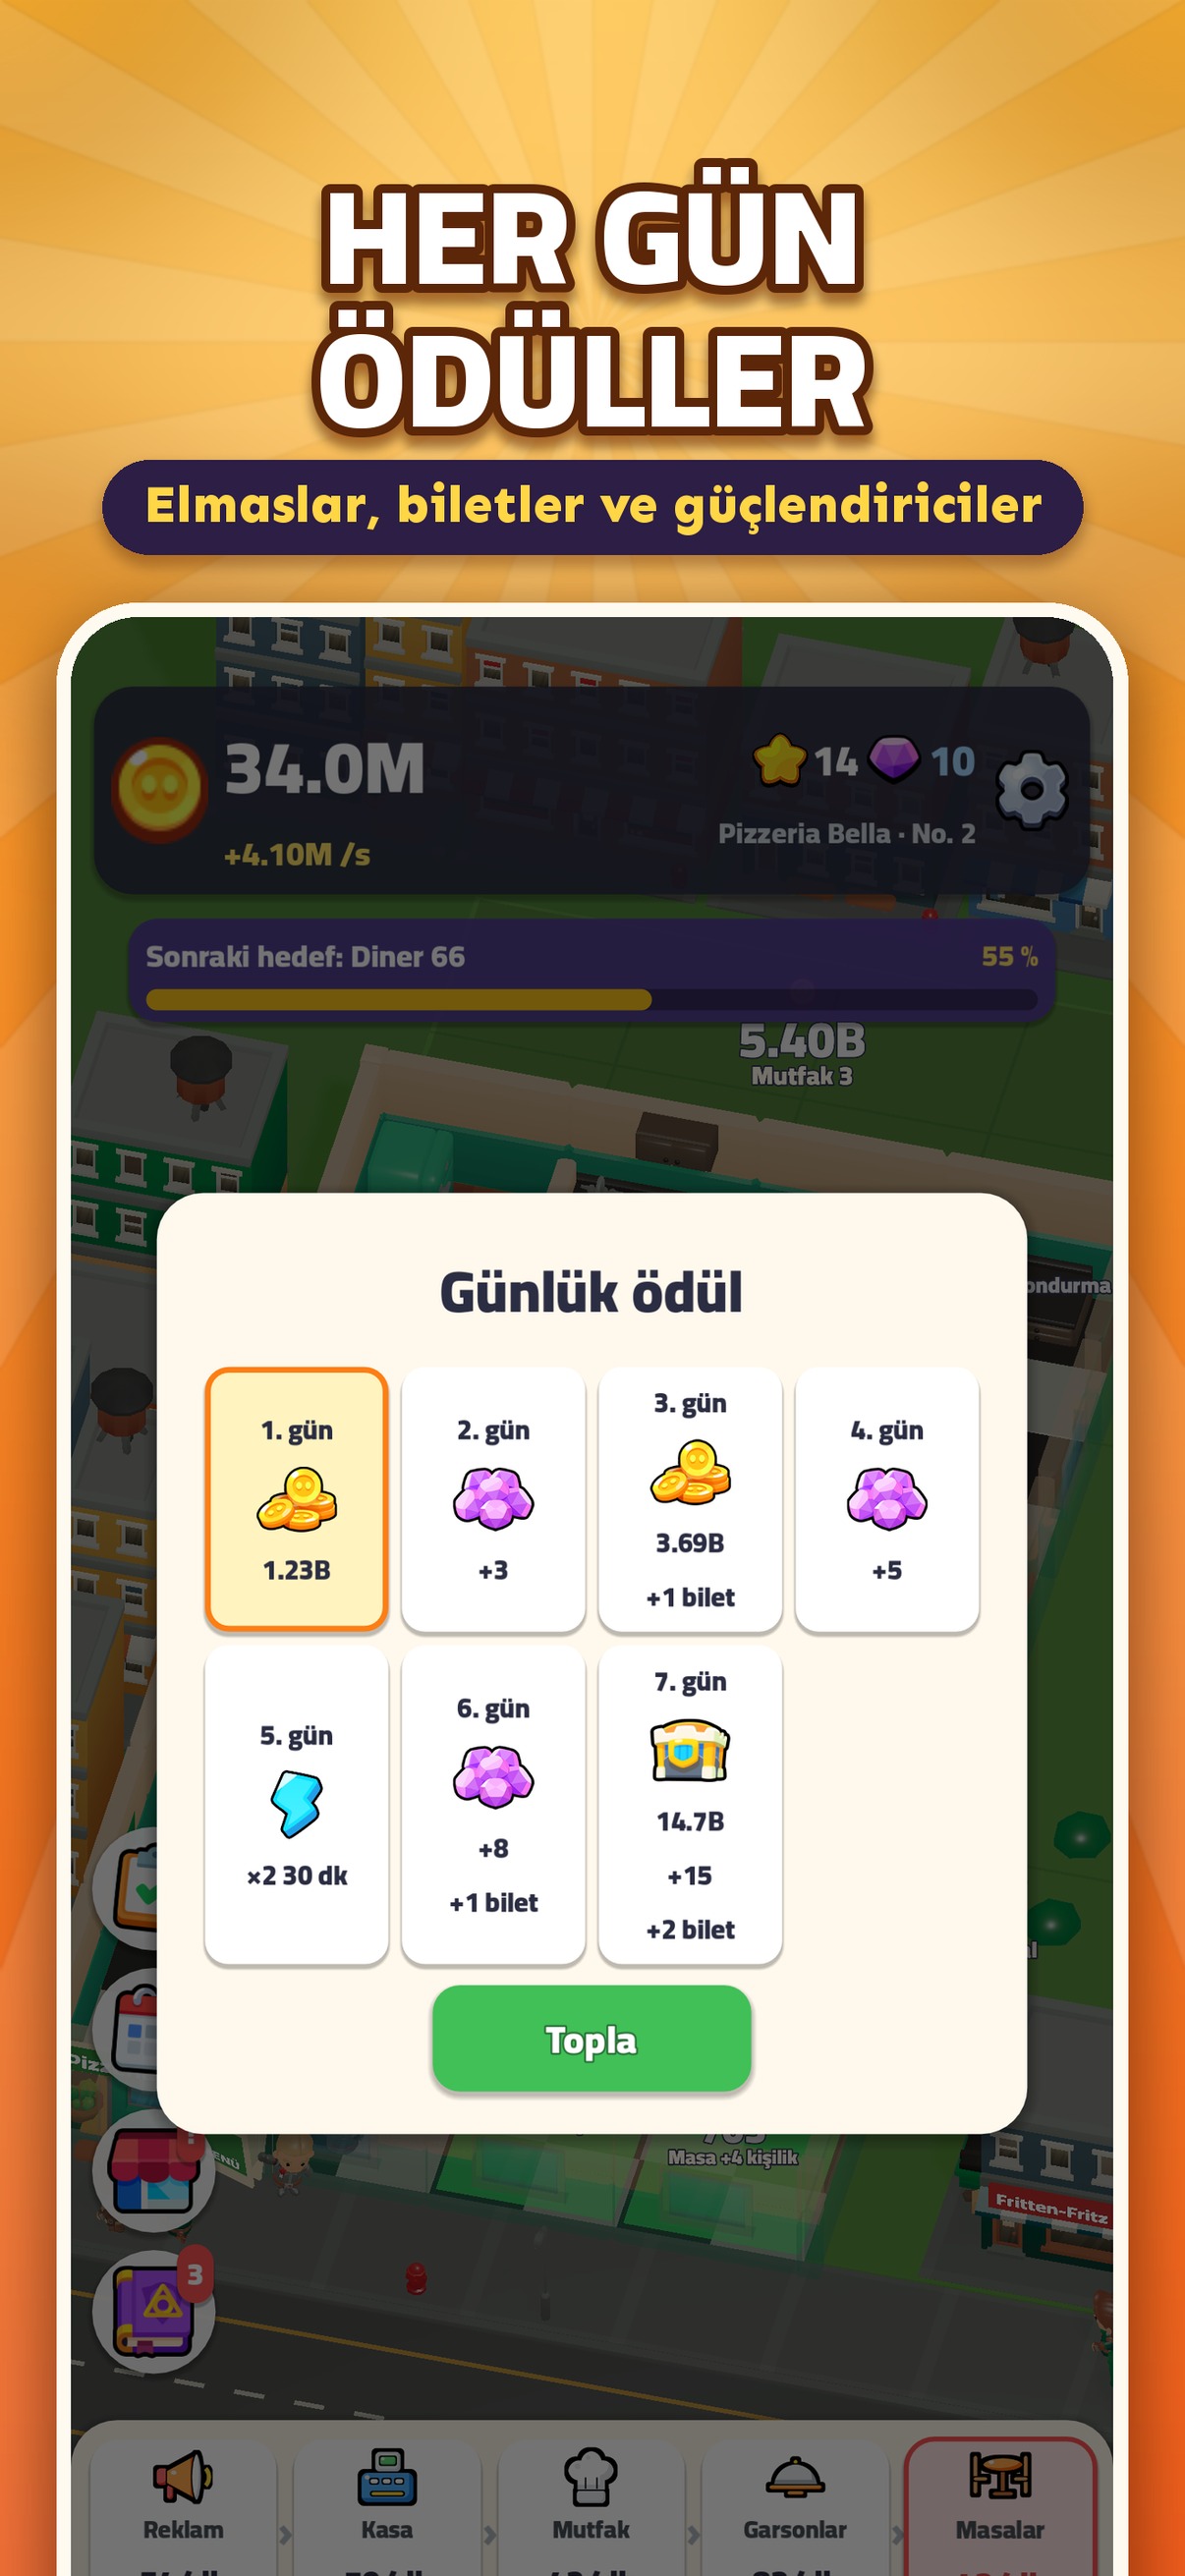 HER GÜN
ÖDÜLLER
Elmaslar, biletler ve güçlendiriciler
34.0M
14
10
+4.10M /s
Pizzeria Bella · No. 2
Sonraki hedef: Diner 66
55 %
5.40B
Mutfak 3
Günlük ödül
1. gün
1.23B
2. gün
+3
3. gün
3.69B
+1 bilet
4. gün
+5
5. gün
×2 30 dk
6. gün
+8
+1 bilet
7. gün
14.7B
+15
+2 bilet
Topla
Masa +4 kişilik
Fritten-Fritz
3
Reklam
Kasa
Mutfak
Garsonlar
Masalar